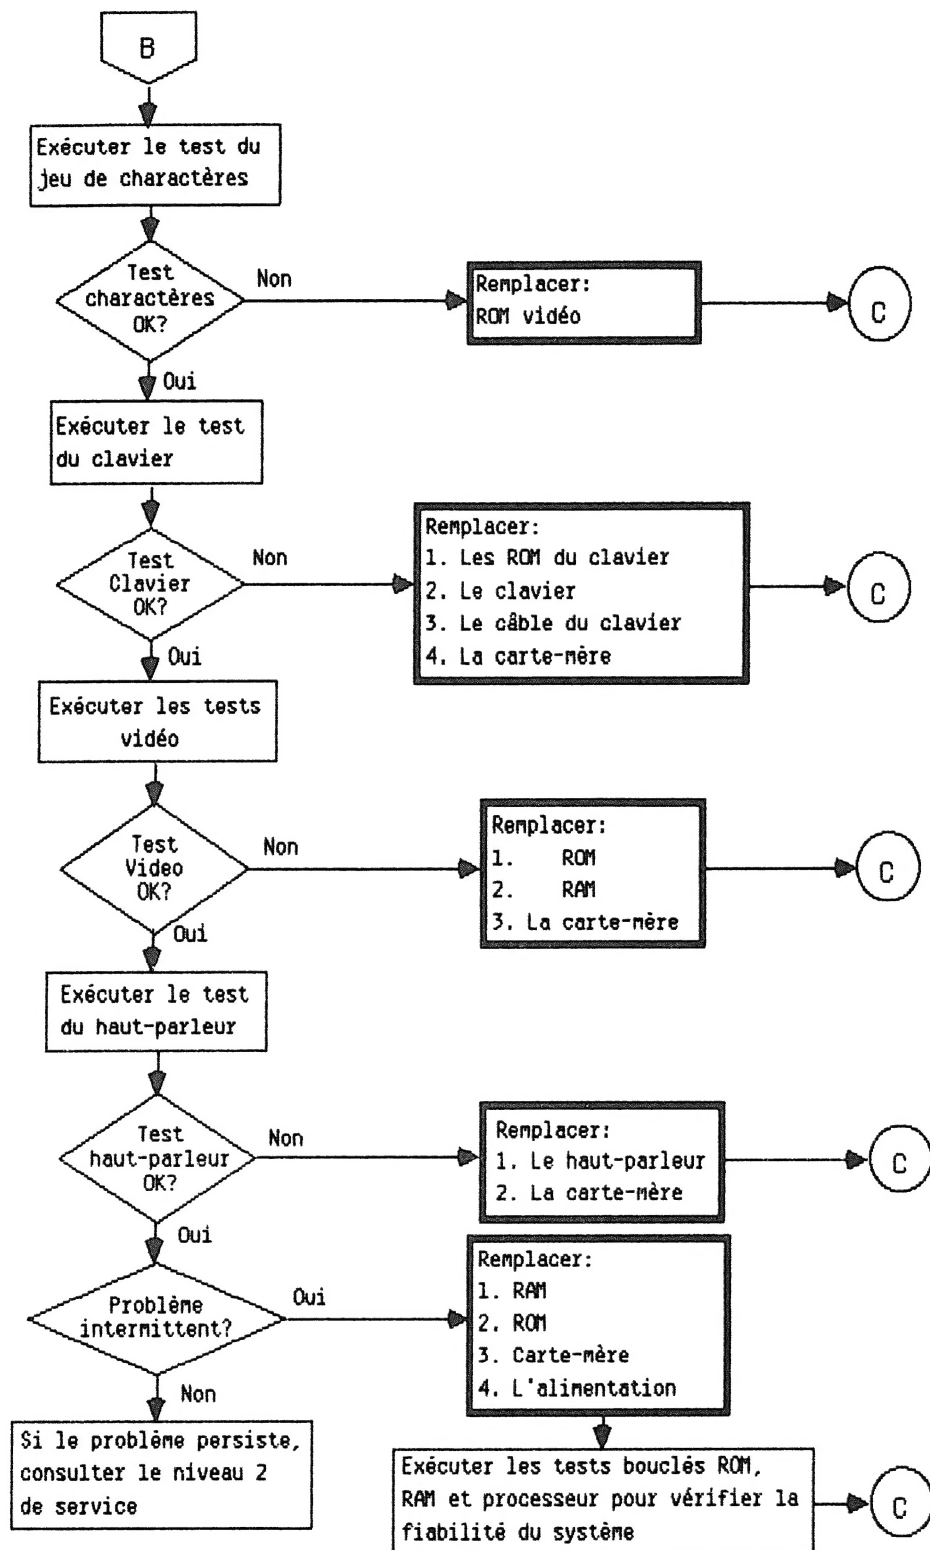 B
Exécuter le test du
jeu de charactères
Test
charactères
OK?
Non
Remplacer:
ROM vidéo
C
Oui
Exécuter le test
du clavier
Test
Clavier
OK?
Non
Remplacer:
1. Les ROM du clavier
2. Le clavier
3. Le câble du clavier
4. La carte-mère
C
Oui
Exécuter les tests
vidéo
Test
Video
OK?
Non
Remplacer:
1. ROM
2. RAM
3. La carte-mère
C
Oui
Exécuter le test
du haut-parleur
Test
haut-parleur
OK?
Non
Remplacer:
1. Le haut-parleur
2. La carte-mère
C
Oui
Problème
intermittent?
Oui
Remplacer:
1. RAM
2. ROM
3. Carte-mère
4. L'alimentation
Non
Si le problème persiste,
consulter le niveau 2
de service
Exécuter les tests bouclés ROM,
RAM et processeur pour vérifier la
fiabilité du système
C